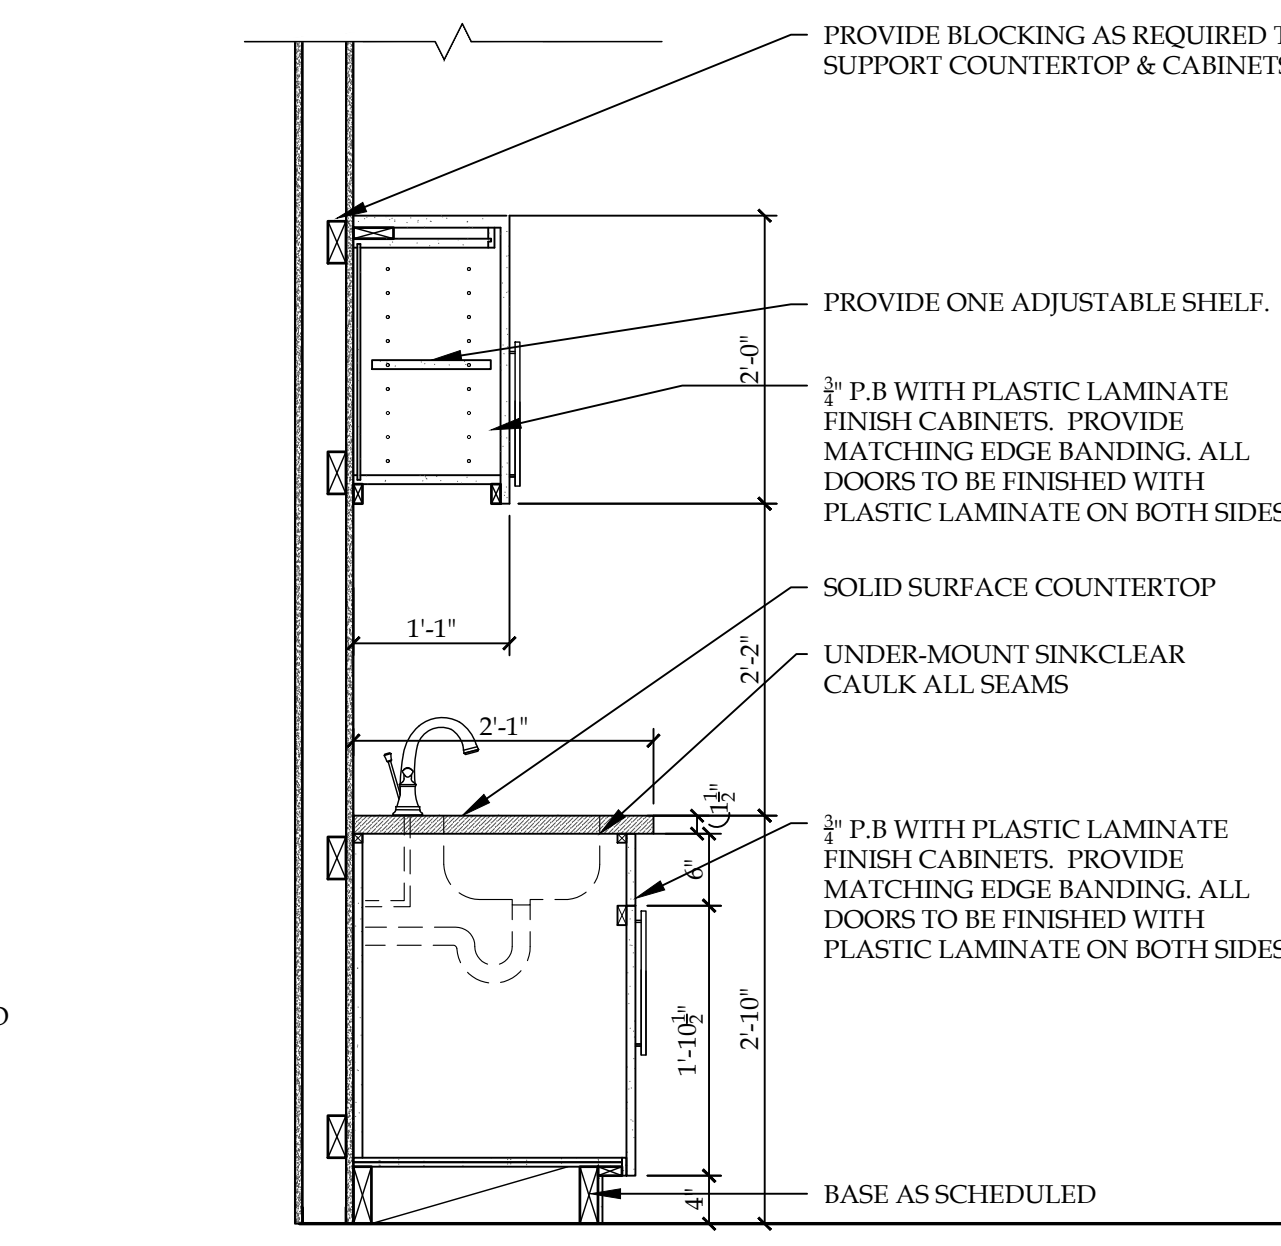 PROVIDE BLOCKING AS REQUIRED T
SUPPORT COUNTERTOP & CABINETS
PROVIDE ONE ADJUSTABLE SHELF.
2'-0"
3/4" P.B WITH PLASTIC LAMINATE
FINISH CABINETS. PROVIDE
MATCHING EDGE BANDING. ALL
DOORS TO BE FINISHED WITH
PLASTIC LAMINATE ON BOTH SIDES
SOLID SURFACE COUNTERTOP
1'-1"
2'-2"
UNDER-MOUNT SINKCLEAR
CAULK ALL SEAMS
2'-1"
1 1/2"
3/4" P.B WITH PLASTIC LAMINATE
FINISH CABINETS. PROVIDE
MATCHING EDGE BANDING. ALL
DOORS TO BE FINISHED WITH
PLASTIC LAMINATE ON BOTH SIDES
6"
D
1'-10 1/2"
2'-10"
4"
BASE AS SCHEDULED